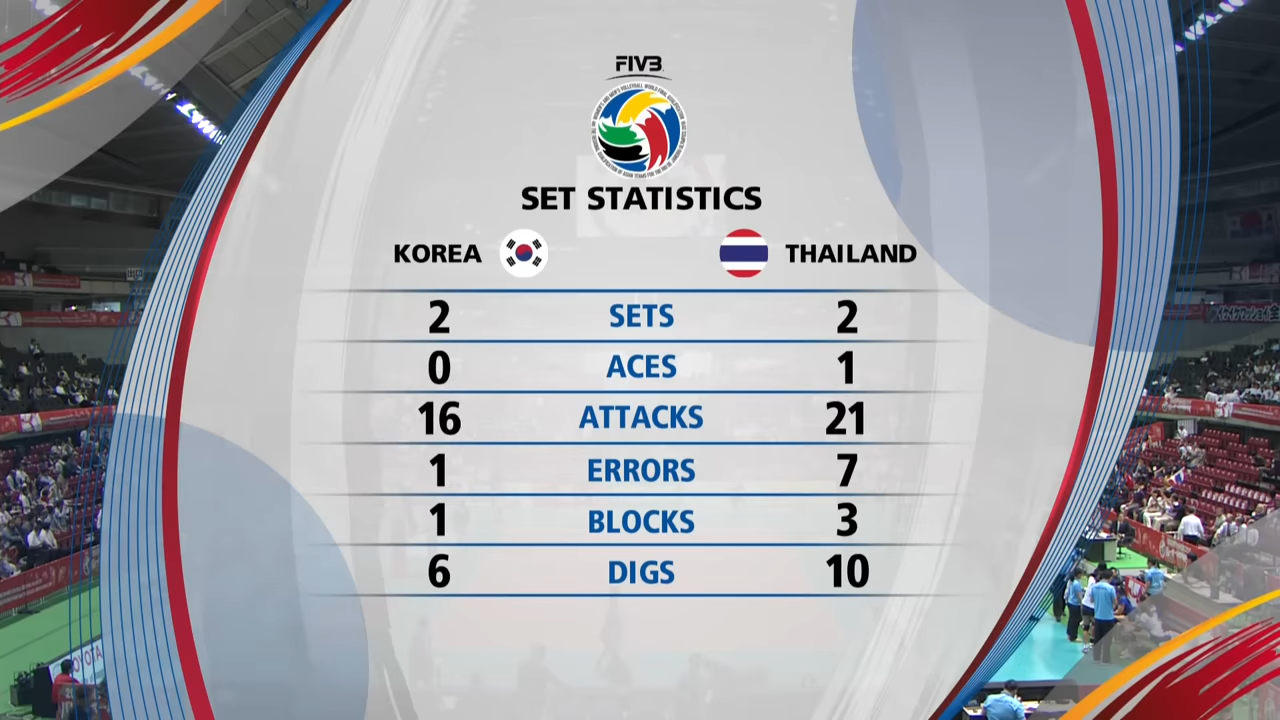 FIVB
SET STATISTICS
KOREA THAILAND
2 SETS 2
0 ACES 1
16 ATTACKS 21
1 ERRORS 7
1 BLOCKS 3
6 DIGS 10